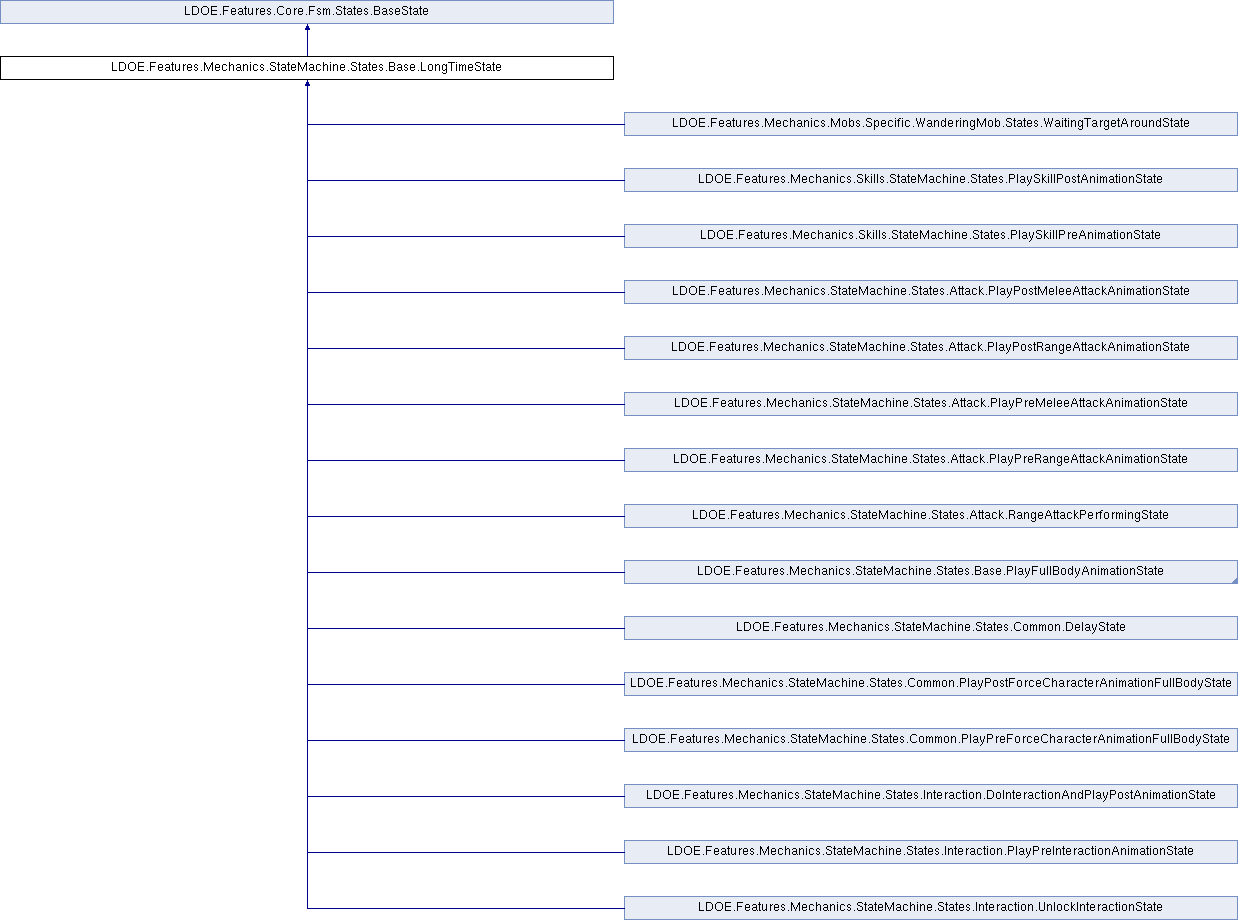 LDOE.Features.Core.Fsm.States.BaseState
LDOE.Features.Mechanics.StateMachine.States.Base.LongTimeState
LDOE.Features.Mechanics.Mobs.Specific.WanderingMob.States.WaitingTargetAroundState
LDOE.Features.Mechanics.Skills.StateMachine.States.PlaySkillPostAnimationState
LDOE.Features.Mechanics.Skills.StateMachine.States.PlaySkillPreAnimationState
LDOE.Features.Mechanics.StateMachine.States.Attack.PlayPostMeleeAttackAnimationState
LDOE.Features.Mechanics.StateMachine.States.Attack.PlayPostRangeAttackAnimationState
LDOE.Features.Mechanics.StateMachine.States.Attack.PlayPreMeleeAttackAnimationState
LDOE.Features.Mechanics.StateMachine.States.Attack.PlayPreRangeAttackAnimationState
LDOE.Features.Mechanics.StateMachine.States.Attack.RangeAttackPerformingState
LDOE.Features.Mechanics.StateMachine.States.Base.PlayFullBodyAnimationState
LDOE.Features.Mechanics.StateMachine.States.Common.DelayState
LDOE.Features.Mechanics.StateMachine.States.Common.PlayPostForceCharacterAnimationFullBodyState
LDOE.Features.Mechanics.StateMachine.States.Common.PlayPreForceCharacterAnimationFullBodyState
LDOE.Features.Mechanics.StateMachine.States.Interaction.DoInteractionAndPlayPostAnimationState
LDOE.Features.Mechanics.StateMachine.States.Interaction.PlayPreInteractionAnimationState
LDOE.Features.Mechanics.StateMachine.States.Interaction.UnlockInteractionState